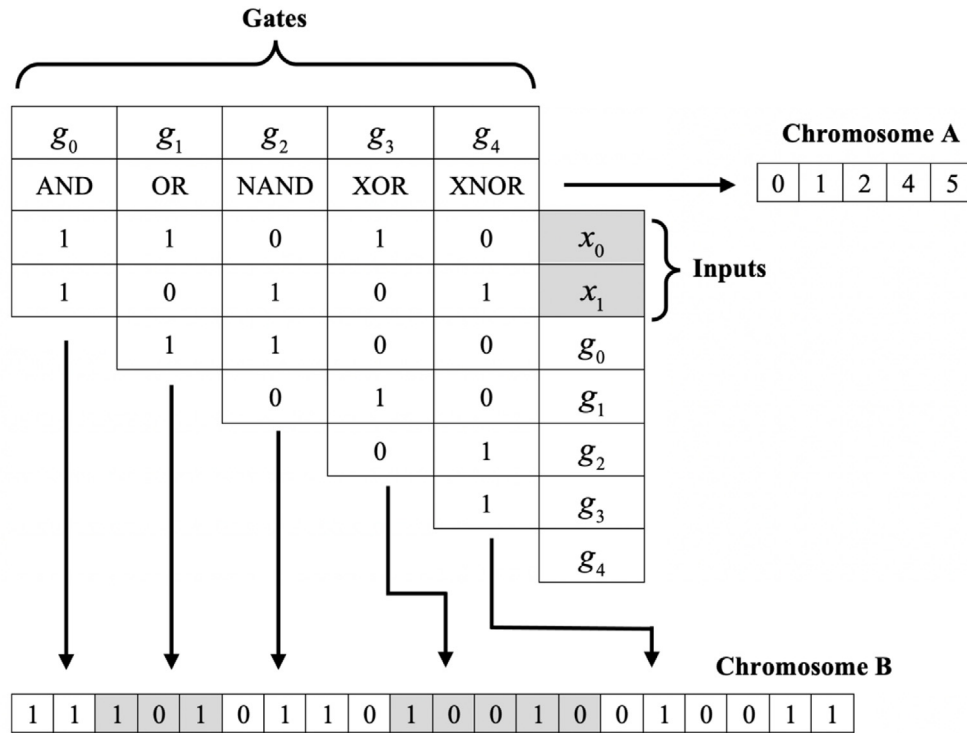 Gates
g₀ g₁ g₂ g₃ g₄
Chromosome A
AND OR NAND XOR XNOR
0 1 2 4 5
1 1 0 1 0 x₀
Inputs
1 0 1 0 1 x₁
1 1 0 0 g₀
0 1 0 g₁
0 1 g₂
1 g₃
g₄
Chromosome B
1 1 1 0 1 0 1 1 0 1 0 0 1 0 0 1 0 0 1 1